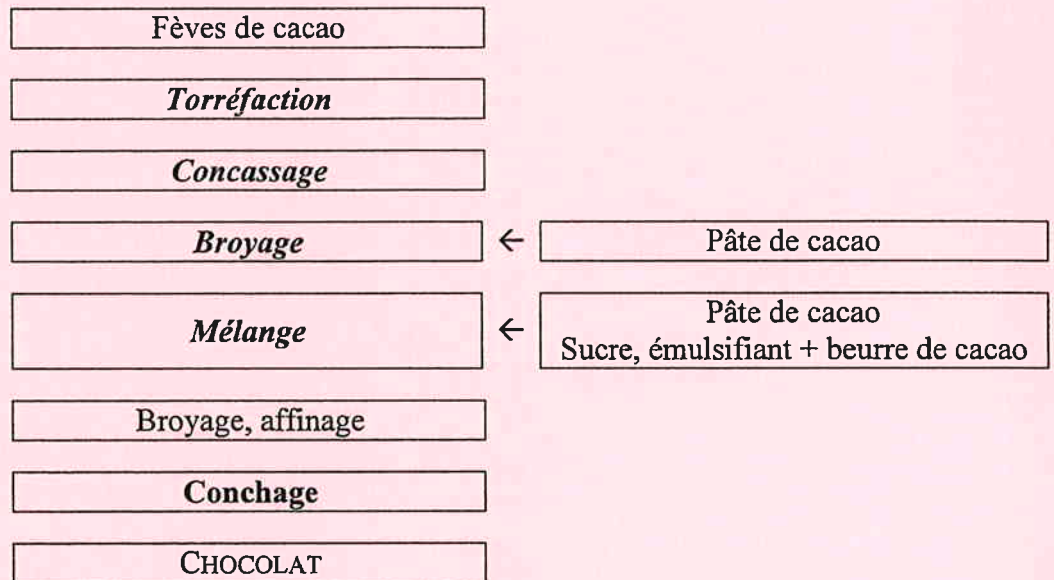 Fèves de cacao
Torréfaction
Concassage
Broyage ← Pâte de cacao
Mélange ← Pâte de cacao
Sucre, émulsifiant + beurre de cacao
Broyage, affinage
Conchage
CHOCOLAT